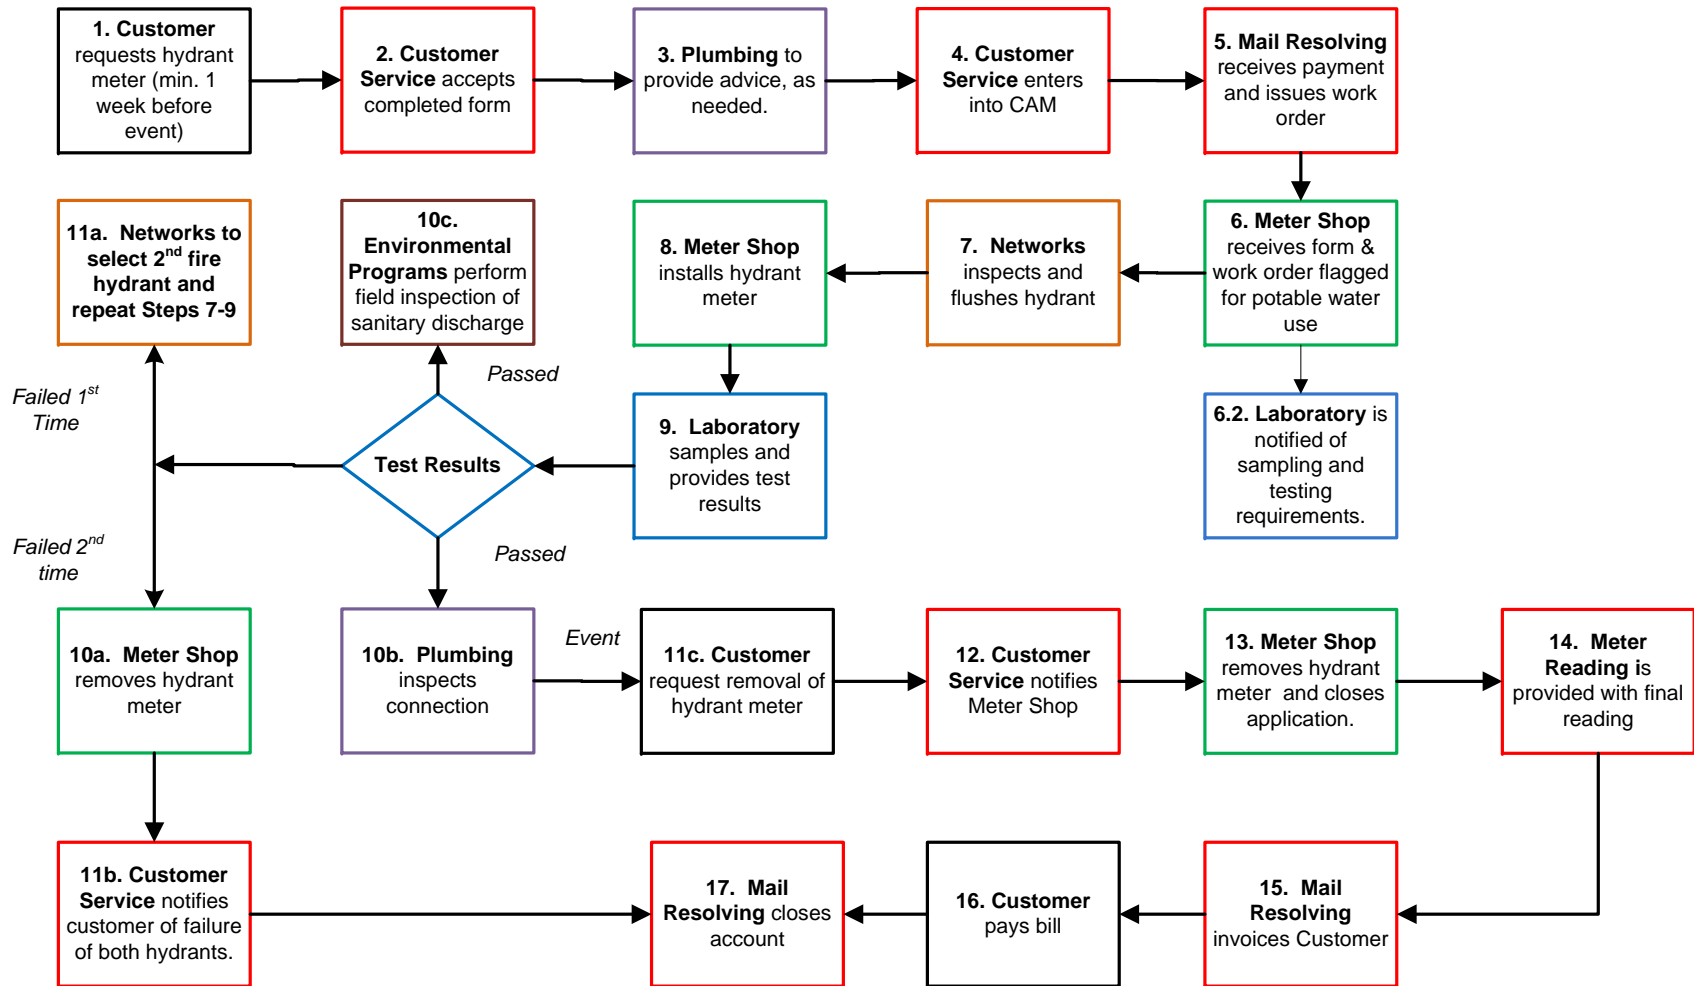 1. Customer
requests hydrant
meter (min. 1
week before
event)
2. Customer
Service accepts
completed form
3. Plumbing to
provide advice, as
needed.
4. Customer
Service enters
into CAM
5. Mail Resolving
receives payment
and issues work
order
11a. Networks to
select 2nd fire
hydrant and
repeat Steps 7-9
10c.
Environmental
Programs perform
field inspection of
sanitary discharge
8. Meter Shop
installs hydrant
meter
7. Networks
inspects and
flushes hydrant
6. Meter Shop
receives form &
work order flagged
for potable water
use
Failed 1st
Time
Passed
Test Results
9. Laboratory
samples and
provides test
results
6.2. Laboratory is
notified of
sampling and
testing
requirements.
Failed 2nd
time
Passed
10a. Meter Shop
removes hydrant
meter
10b. Plumbing
inspects
connection
Event
11c. Customer
request removal of
hydrant meter
12. Customer
Service notifies
Meter Shop
13. Meter Shop
removes hydrant
meter and closes
application.
14. Meter
Reading is
provided with final
reading
11b. Customer
Service notifies
customer of failure
of both hydrants.
17. Mail
Resolving closes
account
16. Customer
pays bill
15. Mail
Resolving
invoices Customer